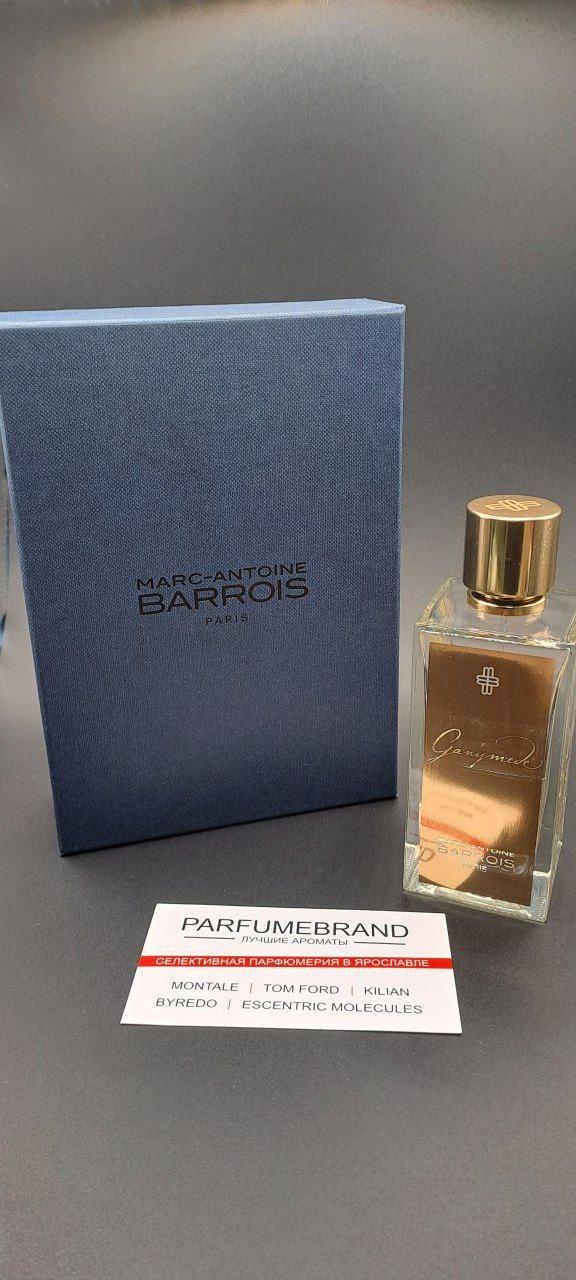 MARC-ANTOINE
BARROIS
PARIS
Ganymede
MARC-ANTOINE
BARROIS
PARIS
PARFUMEBRAND
ЛУЧШИЕ АРОМАТЫ
СЕЛЕКТИВНАЯ ПАРФЮМЕРИЯ В ЯРОСЛАВЛЕ
MONTALE | TOM FORD | KILIAN
BYREDO | ESCENTRIC MOLECULES